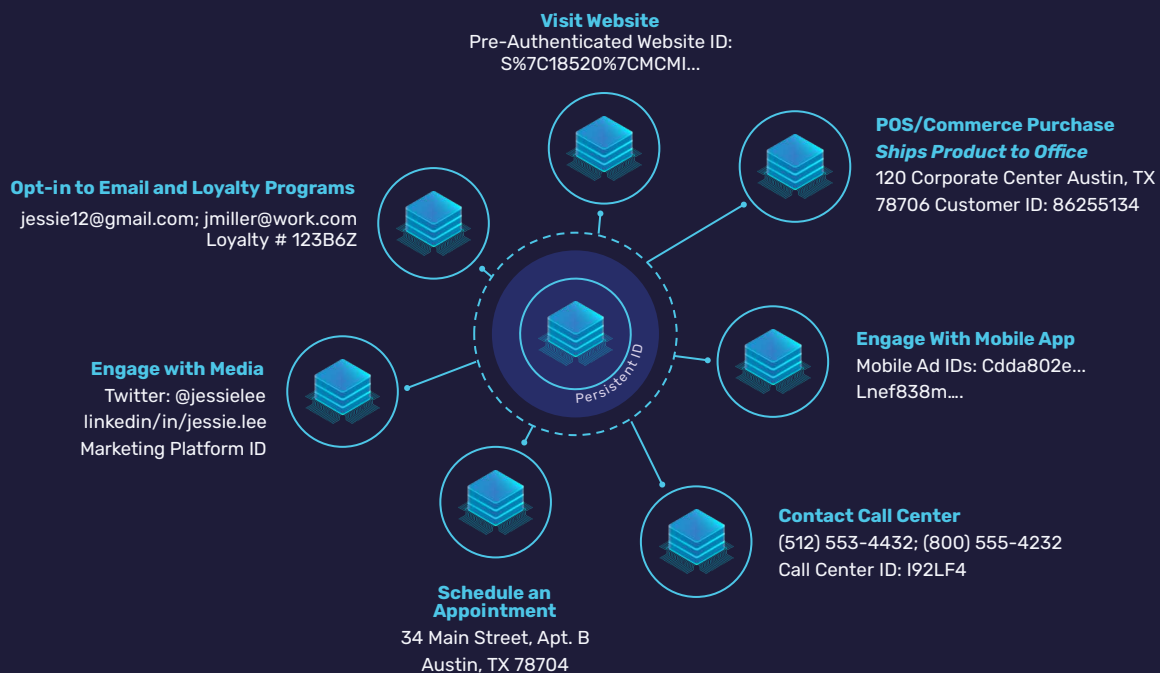 Visit Website
Pre-Authenticated Website ID:
S%7C18520%7CMCMI...
POS/Commerce Purchase
Ships Product to Office
120 Corporate Center Austin, TX
78706 Customer ID: 86255134
Opt-in to Email and Loyalty Programs
jessie12@gmail.com; jmiller@work.com
Loyalty # 123B6Z
Persistent ID
Engage With Mobile App
Mobile Ad IDs: Cdda802e...
Lnef838m....
Engage with Media
Twitter: @jessielee
linkedin/in/jessie.lee
Marketing Platform ID
Contact Call Center
(512) 553-4432; (800) 555-4232
Call Center ID: I92LF4
Schedule an
Appointment
34 Main Street, Apt. B
Austin, TX 78704